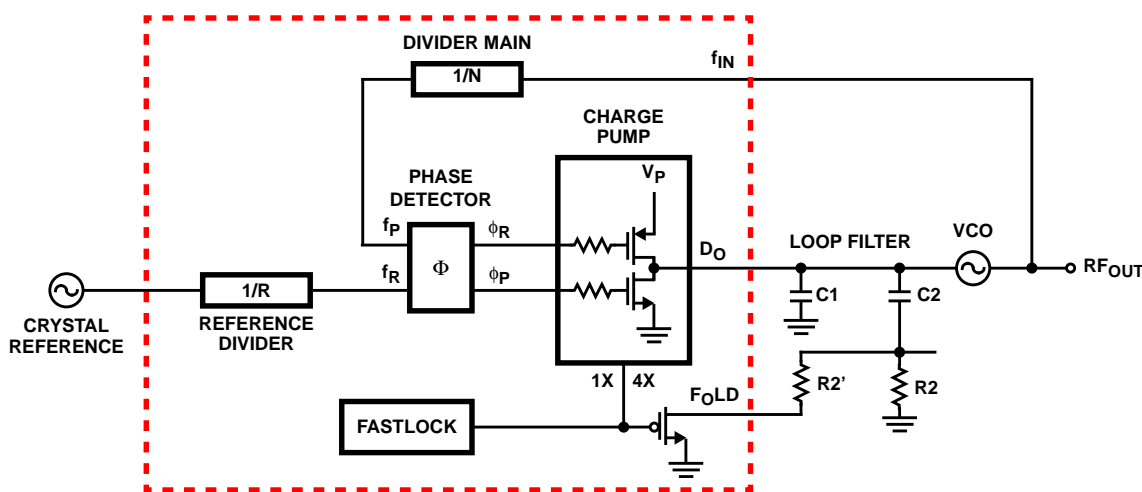 DIVIDER MAIN
1/N
fIN
CHARGE
PUMP
VP
PHASE
DETECTOR
fP
ϕR
DO
LOOP FILTER
VCO
fR
Φ
ϕP
RFOUT
1/R
C1
C2
CRYSTAL
REFERENCE
REFERENCE
DIVIDER
1X
4X
R2'
R2
FOLD
FASTLOCK